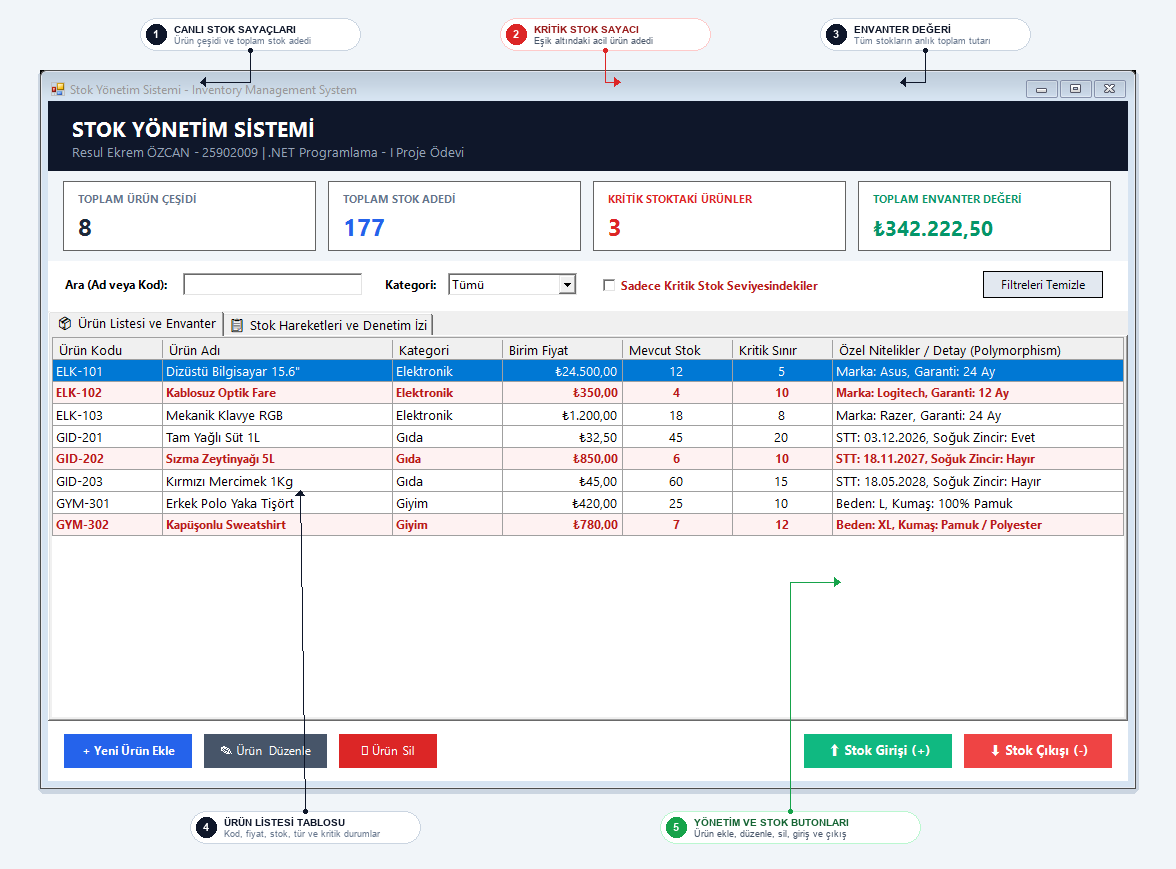 1 CANLI STOK SAYAÇLARI
Ürün çeşidi ve toplam stok adedi
2 KRİTİK STOK SAYACI
Eşik altındaki acil ürün adedi
3 ENVANTER DEĞERİ
Tüm stokların anlık toplam tutarı
Stok Yönetim Sistemi - Inventory Management System
STOK YÖNETİM SİSTEMİ
Resul Ekrem ÖZCAN - 25902009 | .NET Programlama - I Proje Ödevi
TOPLAM ÜRÜN ÇEŞİDİ
8
TOPLAM STOK ADEDİ
177
KRİTİK STOKTAKİ ÜRÜNLER
3
TOPLAM ENVANTER DEĞERİ
₺342.222,50
Ara (Ad veya Kod): Kategori: Tümü Sadece Kritik Stok Seviyesindekiler Filtreleri Temizle
Ürün Listesi ve Envanter Stok Hareketleri ve Denetim İzi
Ürün Kodu Ürün Adı Kategori Birim Fiyat Mevcut Stok Kritik Sınır Özel Nitelikler / Detay (Polymorphism)
ELK-101 Dizüstü Bilgisayar 15.6" Elektronik ₺24.500,00 12 5 Marka: Asus, Garanti: 24 Ay
ELK-102 Kablosuz Optik Fare Elektronik ₺350,00 4 10 Marka: Logitech, Garanti: 12 Ay
ELK-103 Mekanik Klavye RGB Elektronik ₺1.200,00 18 8 Marka: Razer, Garanti: 24 Ay
GID-201 Tam Yağlı Süt 1L Gıda ₺32,50 45 20 STT: 03.12.2026, Soğuk Zincir: Evet
GID-202 Sızma Zeytinyağı 5L Gıda ₺850,00 6 10 STT: 18.11.2027, Soğuk Zincir: Hayır
GID-203 Kırmızı Mercimek 1Kg Gıda ₺45,00 60 15 STT: 18.05.2028, Soğuk Zincir: Hayır
GYM-301 Erkek Polo Yaka Tişört Giyim ₺420,00 25 10 Beden: L, Kumaş: 100% Pamuk
GYM-302 Kapüşonlu Sweatshirt Giyim ₺780,00 7 12 Beden: XL, Kumaş: Pamuk / Polyester
+ Yeni Ürün Ekle Ürün Düzenle Ürün Sil ⬆ Stok Girişi (+) ⬇ Stok Çıkışı (-)
4 ÜRÜN LİSTESİ TABLOSU
Kod, fiyat, stok, tür ve kritik durumlar
5 YÖNETİM VE STOK BUTONLARI
Ürün ekle, düzenle, sil, giriş ve çıkış